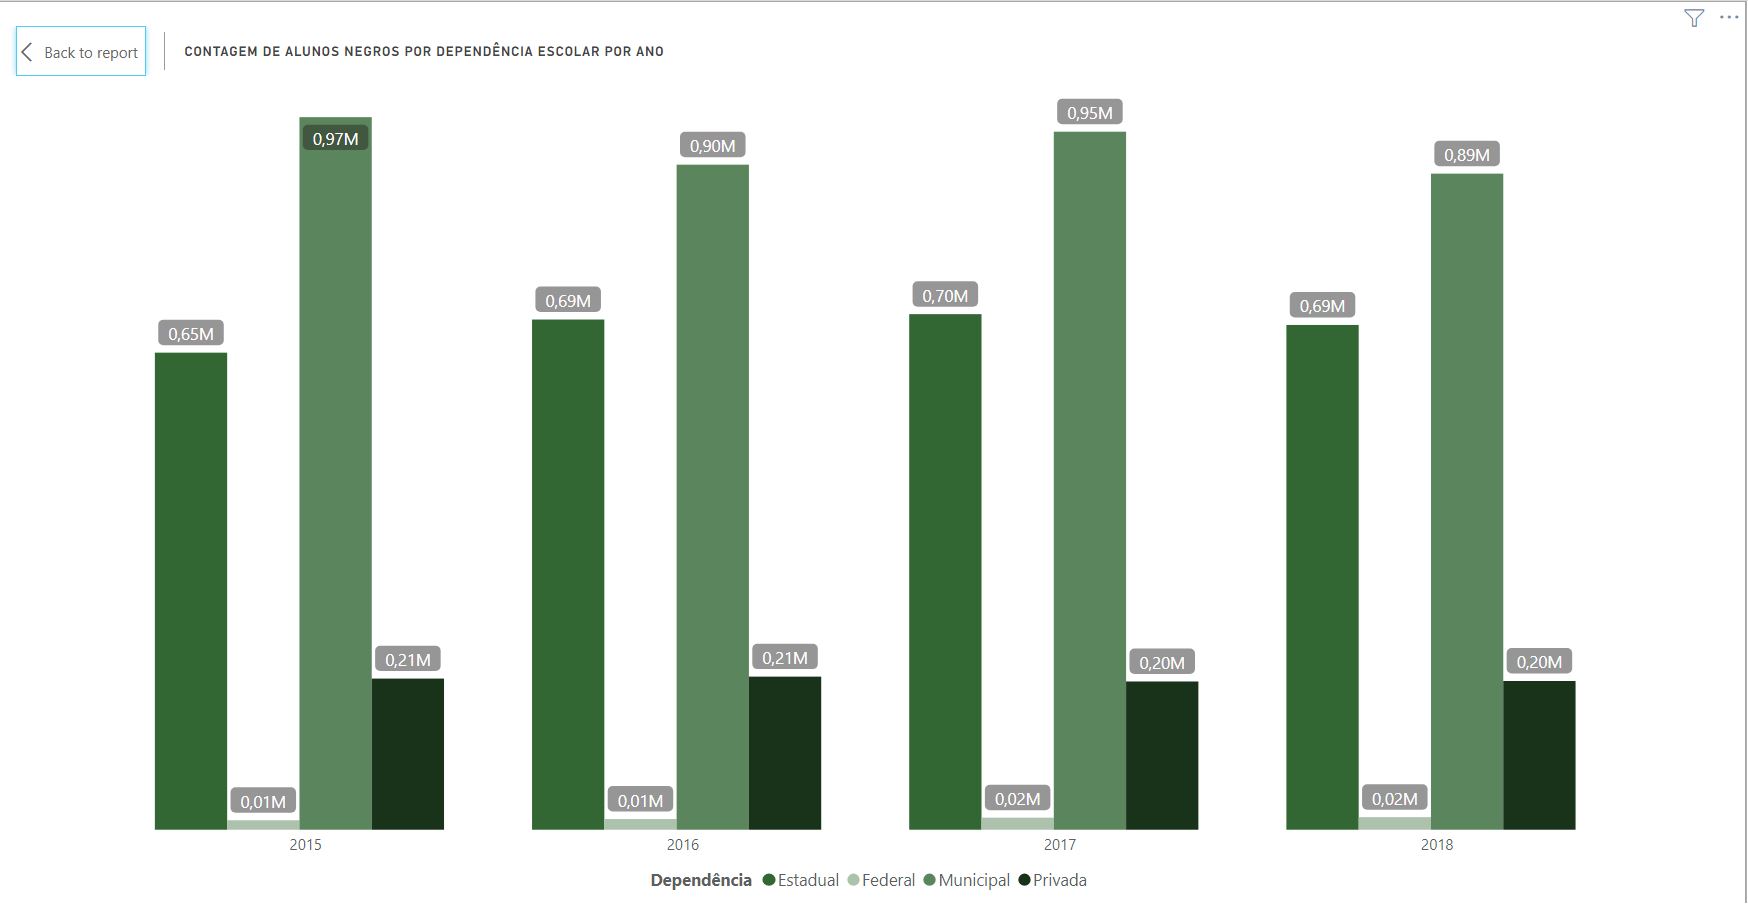 Back to report
CONTAGEM DE ALUNOS NEGROS POR DEPENDÊNCIA ESCOLAR POR ANO
0,65M
0,01M
0,97M
0,21M
0,69M
0,01M
0,90M
0,21M
0,70M
0,02M
0,95M
0,20M
0,69M
0,02M
0,89M
0,20M
2015
2016
2017
2018
Dependência Estadual Federal Municipal Privada